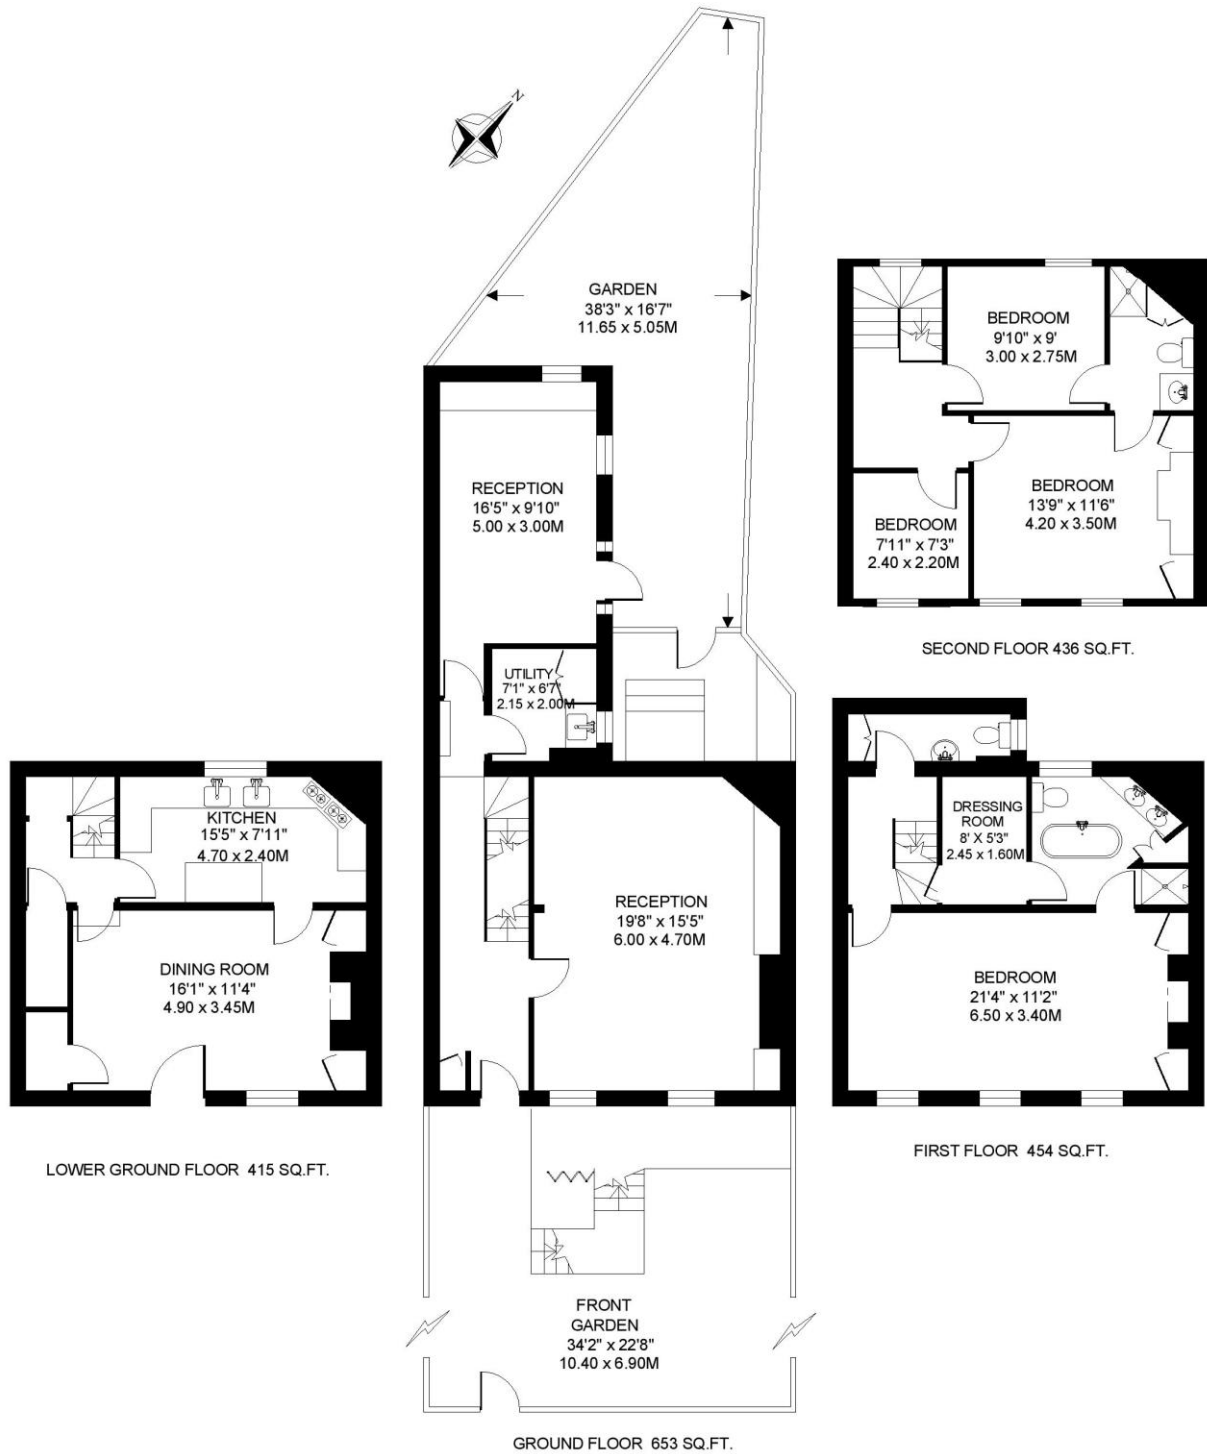 N
GARDEN
38'3" x 16'7"
11.65 x 5.05M
RECEPTION
16'5" x 9'10"
5.00 x 3.00M
UTILITY
7'1" x 6'7"
2.15 x 2.00M
RECEPTION
19'8" x 15'5"
6.00 x 4.70M
FRONT
GARDEN
34'2" x 22'8"
10.40 x 6.90M
GROUND FLOOR 653 SQ.FT.
KITCHEN
15'5" x 7'11"
4.70 x 2.40M
DINING ROOM
16'1" x 11'4"
4.90 x 3.45M
LOWER GROUND FLOOR 415 SQ.FT.
BEDROOM
9'10" x 9'
3.00 x 2.75M
BEDROOM
13'9" x 11'6"
4.20 x 3.50M
BEDROOM
7'11" x 7'3"
2.40 x 2.20M
SECOND FLOOR 436 SQ.FT.
DRESSING
ROOM
8' X 5'3"
2.45 x 1.60M
BEDROOM
21'4" x 11'2"
6.50 x 3.40M
FIRST FLOOR 454 SQ.FT.